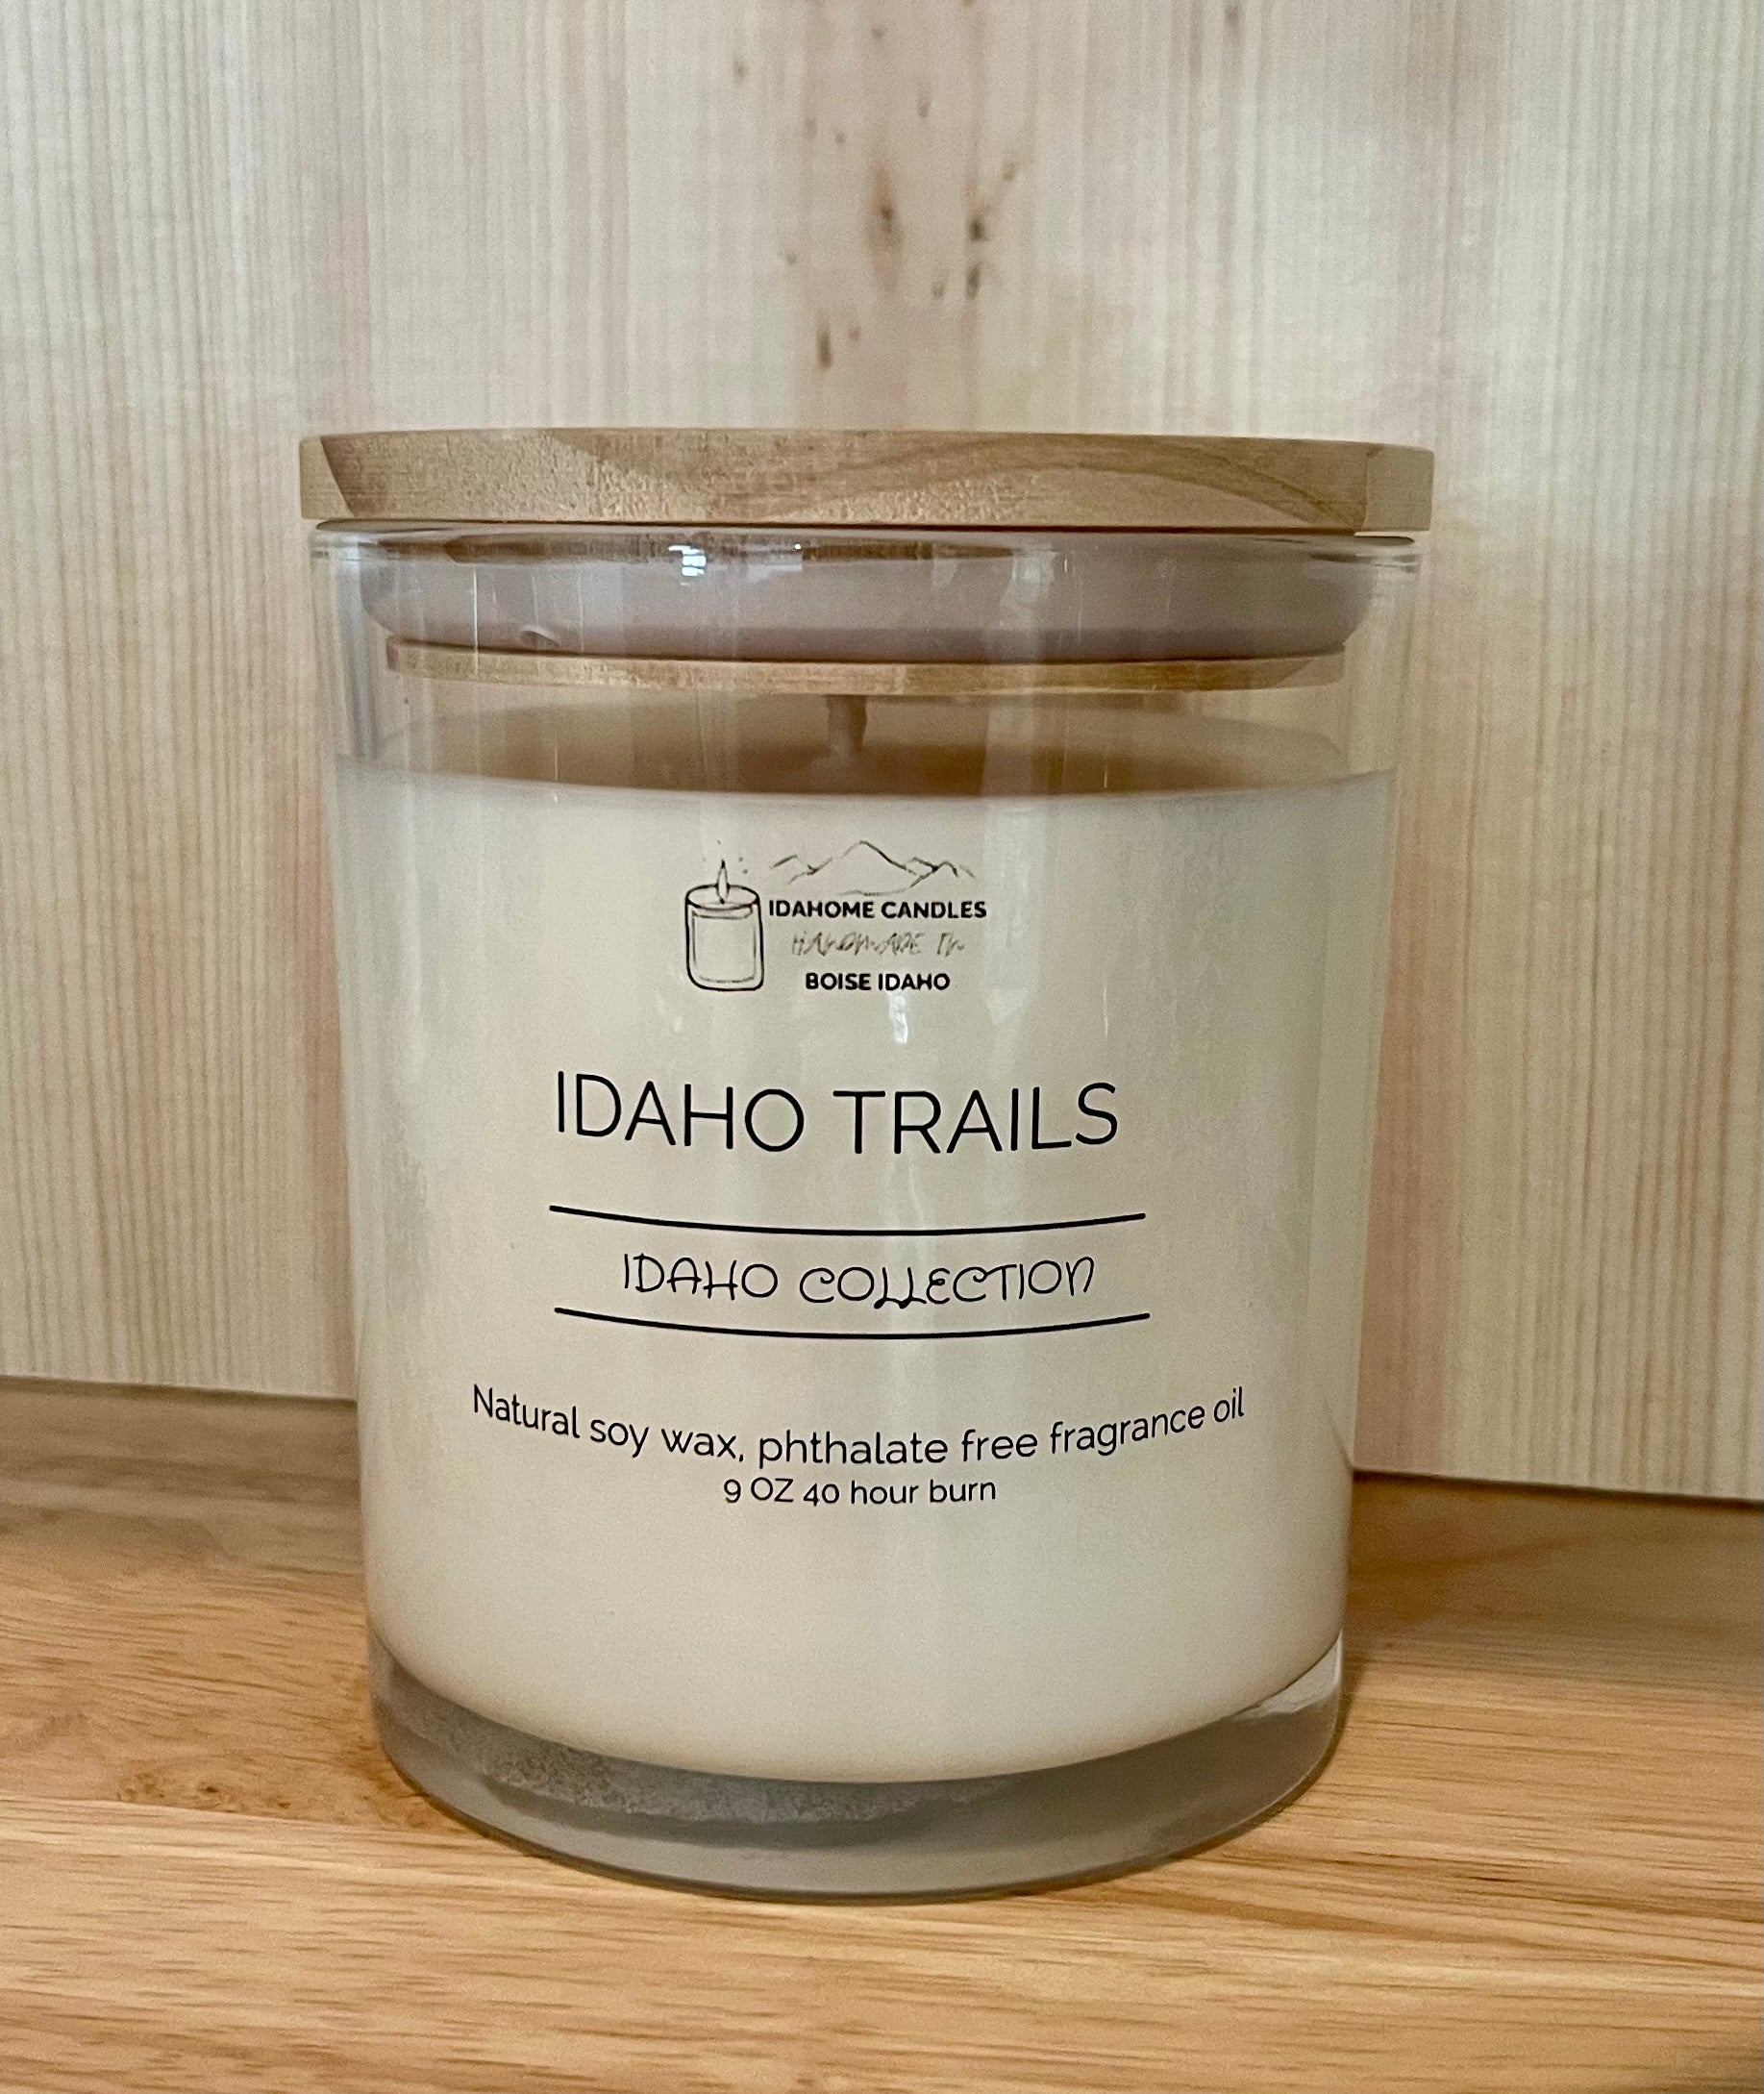 IDAHOME CANDLES
HANDMADE IN
BOISE IDAHO
IDAHO TRAILS
IDAHO COLLECTION
Natural soy wax, phthalate free fragrance oil
9 OZ 40 hour burn